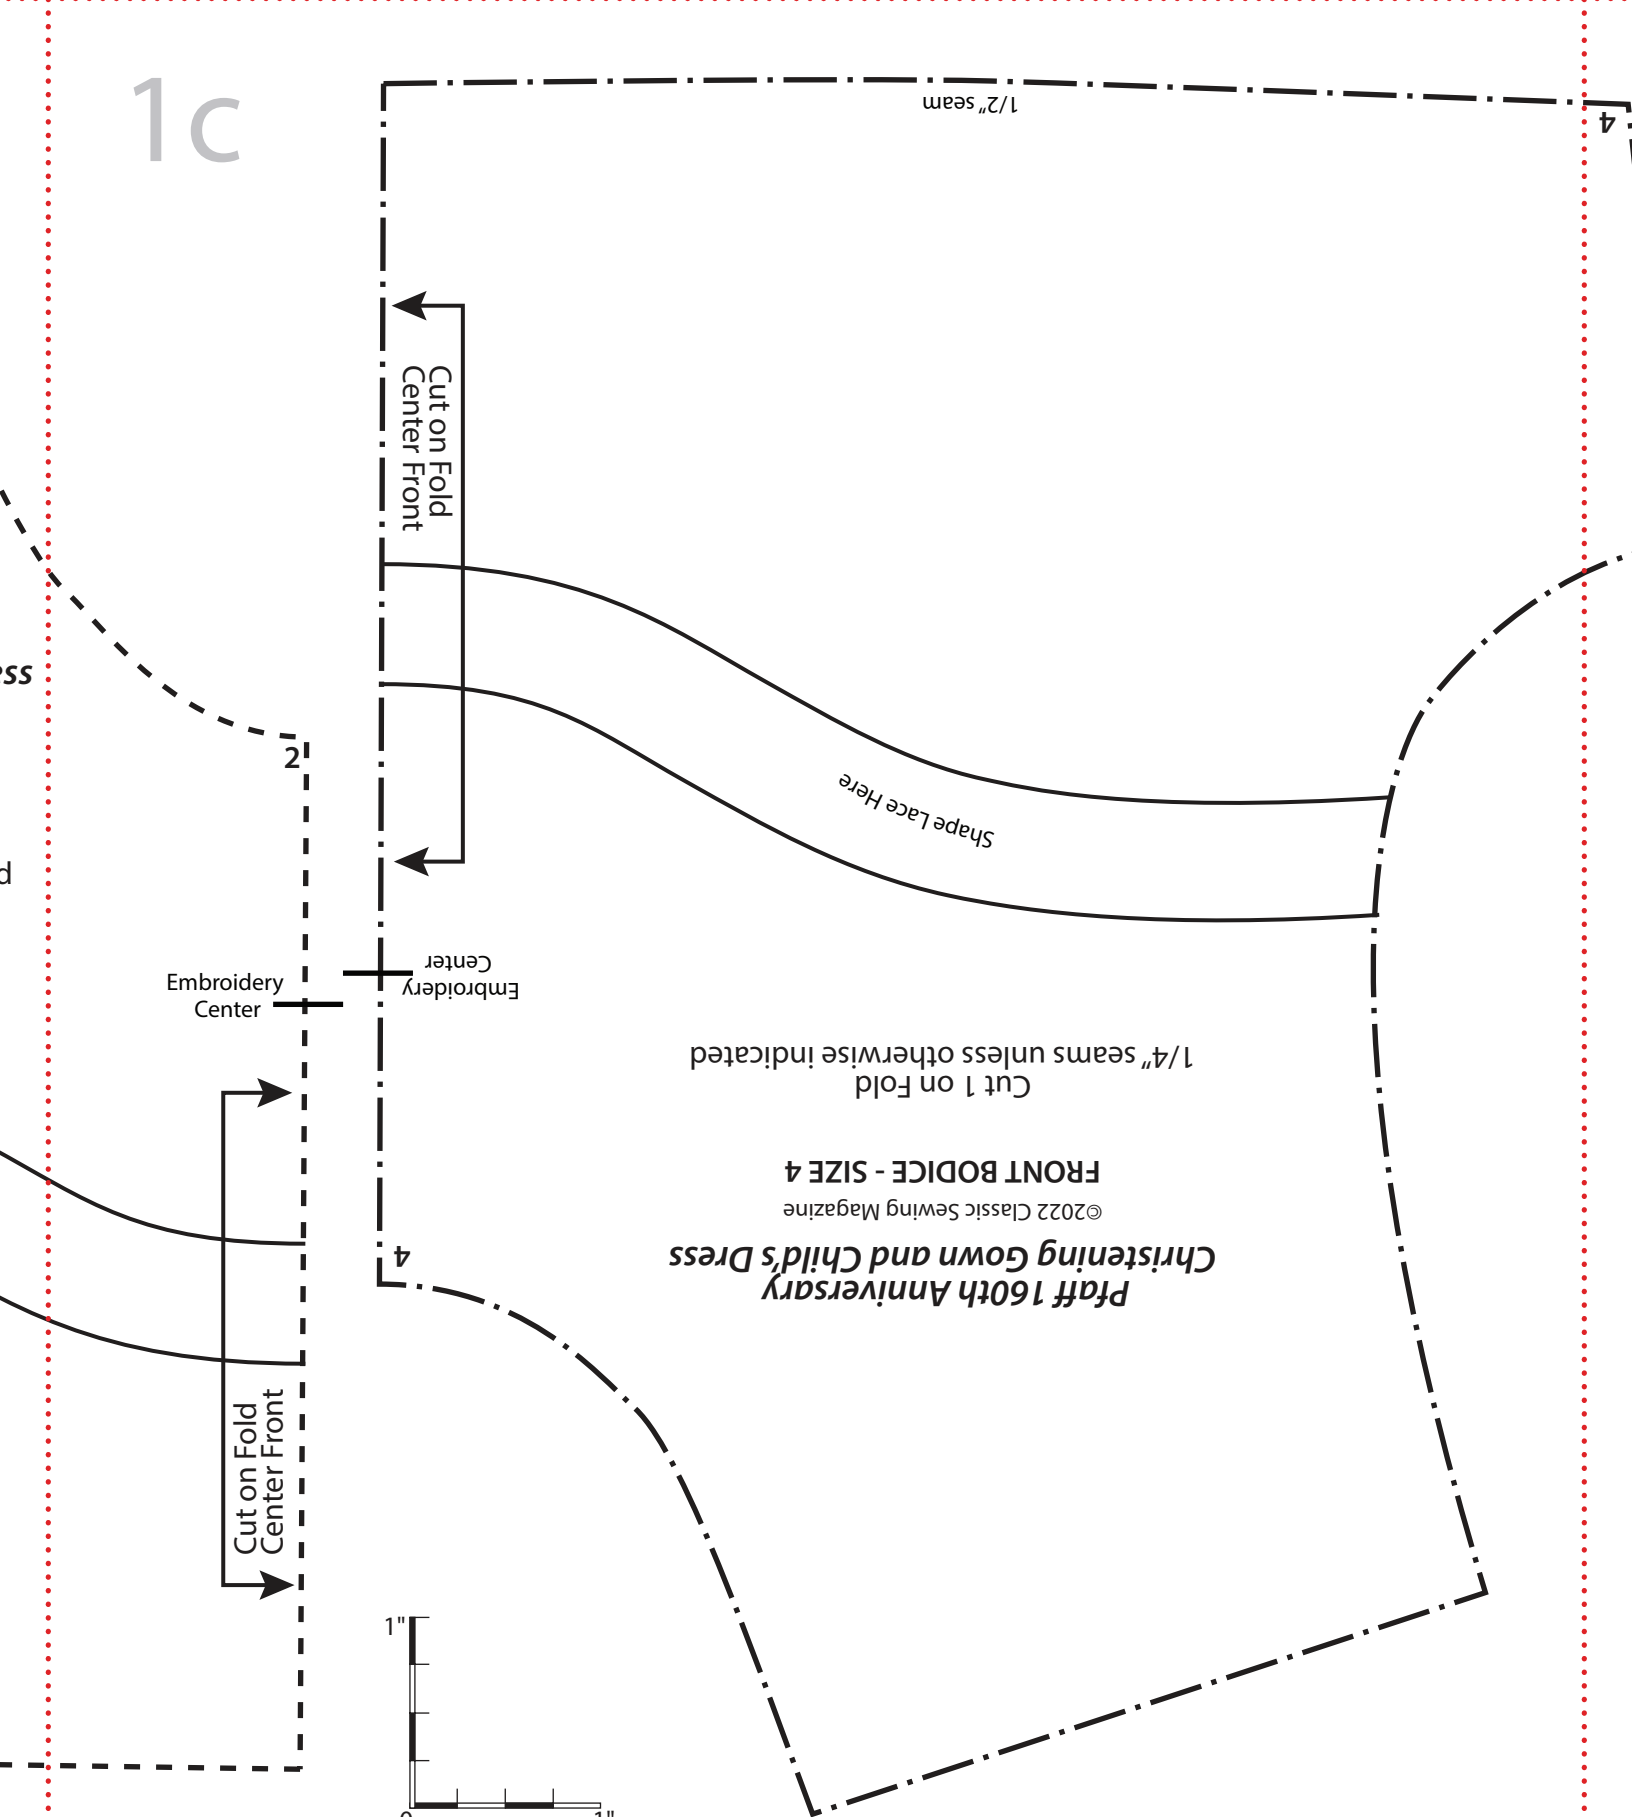 1c
1/2" seam
4
Cut on Fold
Center Front
ess
2
Shape Lace Here
d
Embroidery
Center
Embroidery
Center
Pfaff 160th Anniversary
Christening Gown and Child's Dress
©2022 Classic Sewing Magazine
FRONT BODICE - SIZE 4
Cut 1 on Fold
1/4" seams unless otherwise indicated
4
Cut on Fold
Center Front
1"
0
1"